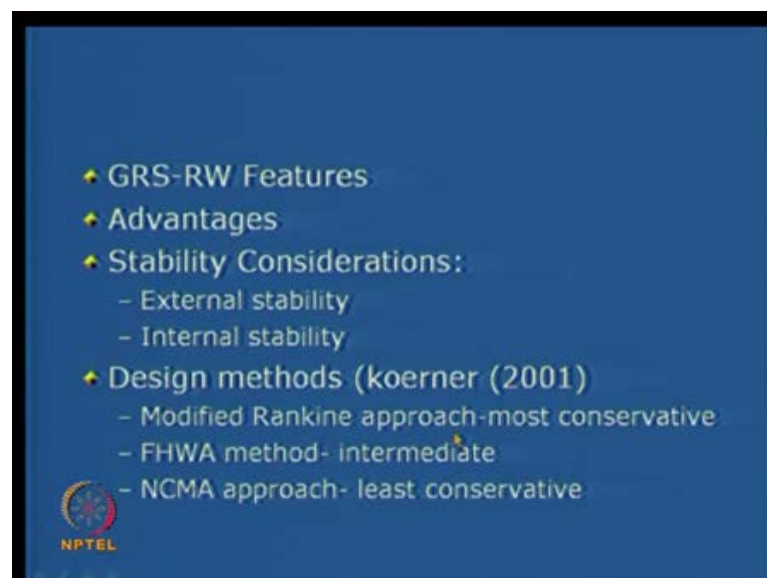 GRS-RW Features
Advantages
Stability Considerations:
– External stability
– Internal stability
Design methods (koerner (2001)
– Modified Rankine approach-most conservative
– FHWA method- intermediate
– NCMA approach- least conservative
NPTEL